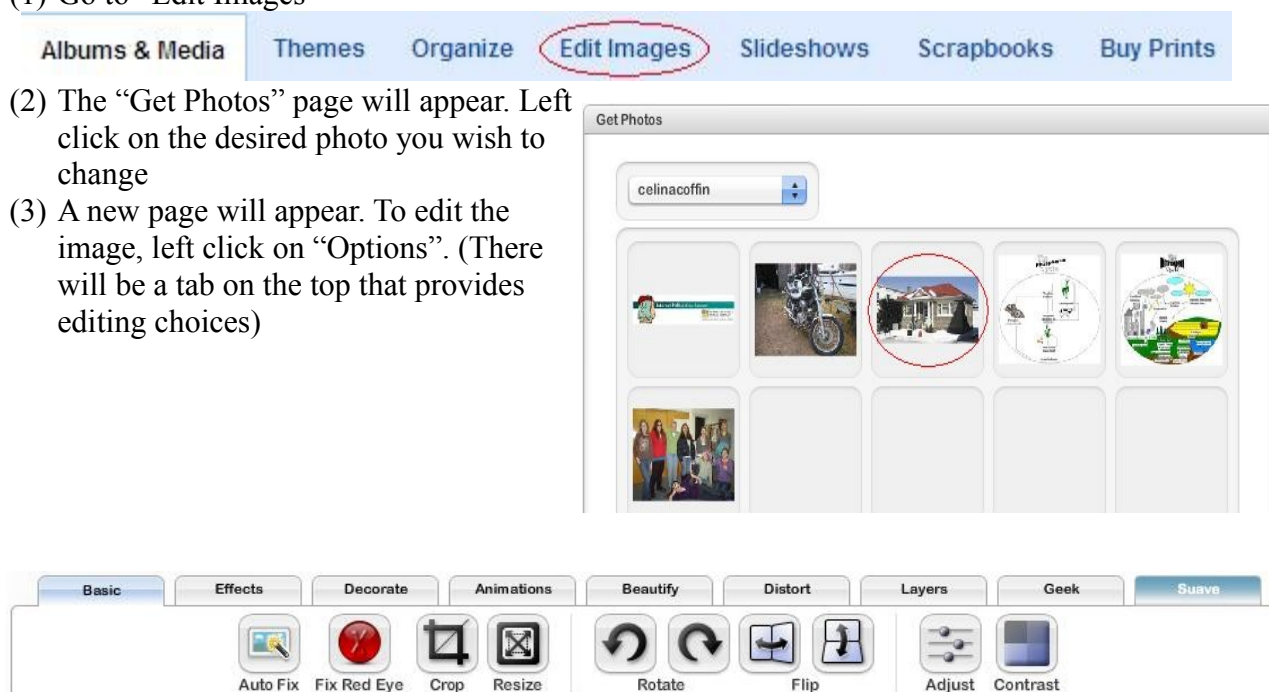 (1) Go to “Edit Images”
Albums & Media Themes Organize Edit Images Slideshows Scrapbooks Buy Prints
(2) The “Get Photos” page will appear. Left
click on the desired photo you wish to
change
(3) A new page will appear. To edit the
image, left click on “Options”. (There
will be a tab on the top that provides
editing choices)
Get Photos
celinacoffin
Basic Effects Decorate Animations Beautify Distort Layers Geek Suave
Auto Fix Fix Red Eye Crop Resize Rotate Flip Adjust Contrast